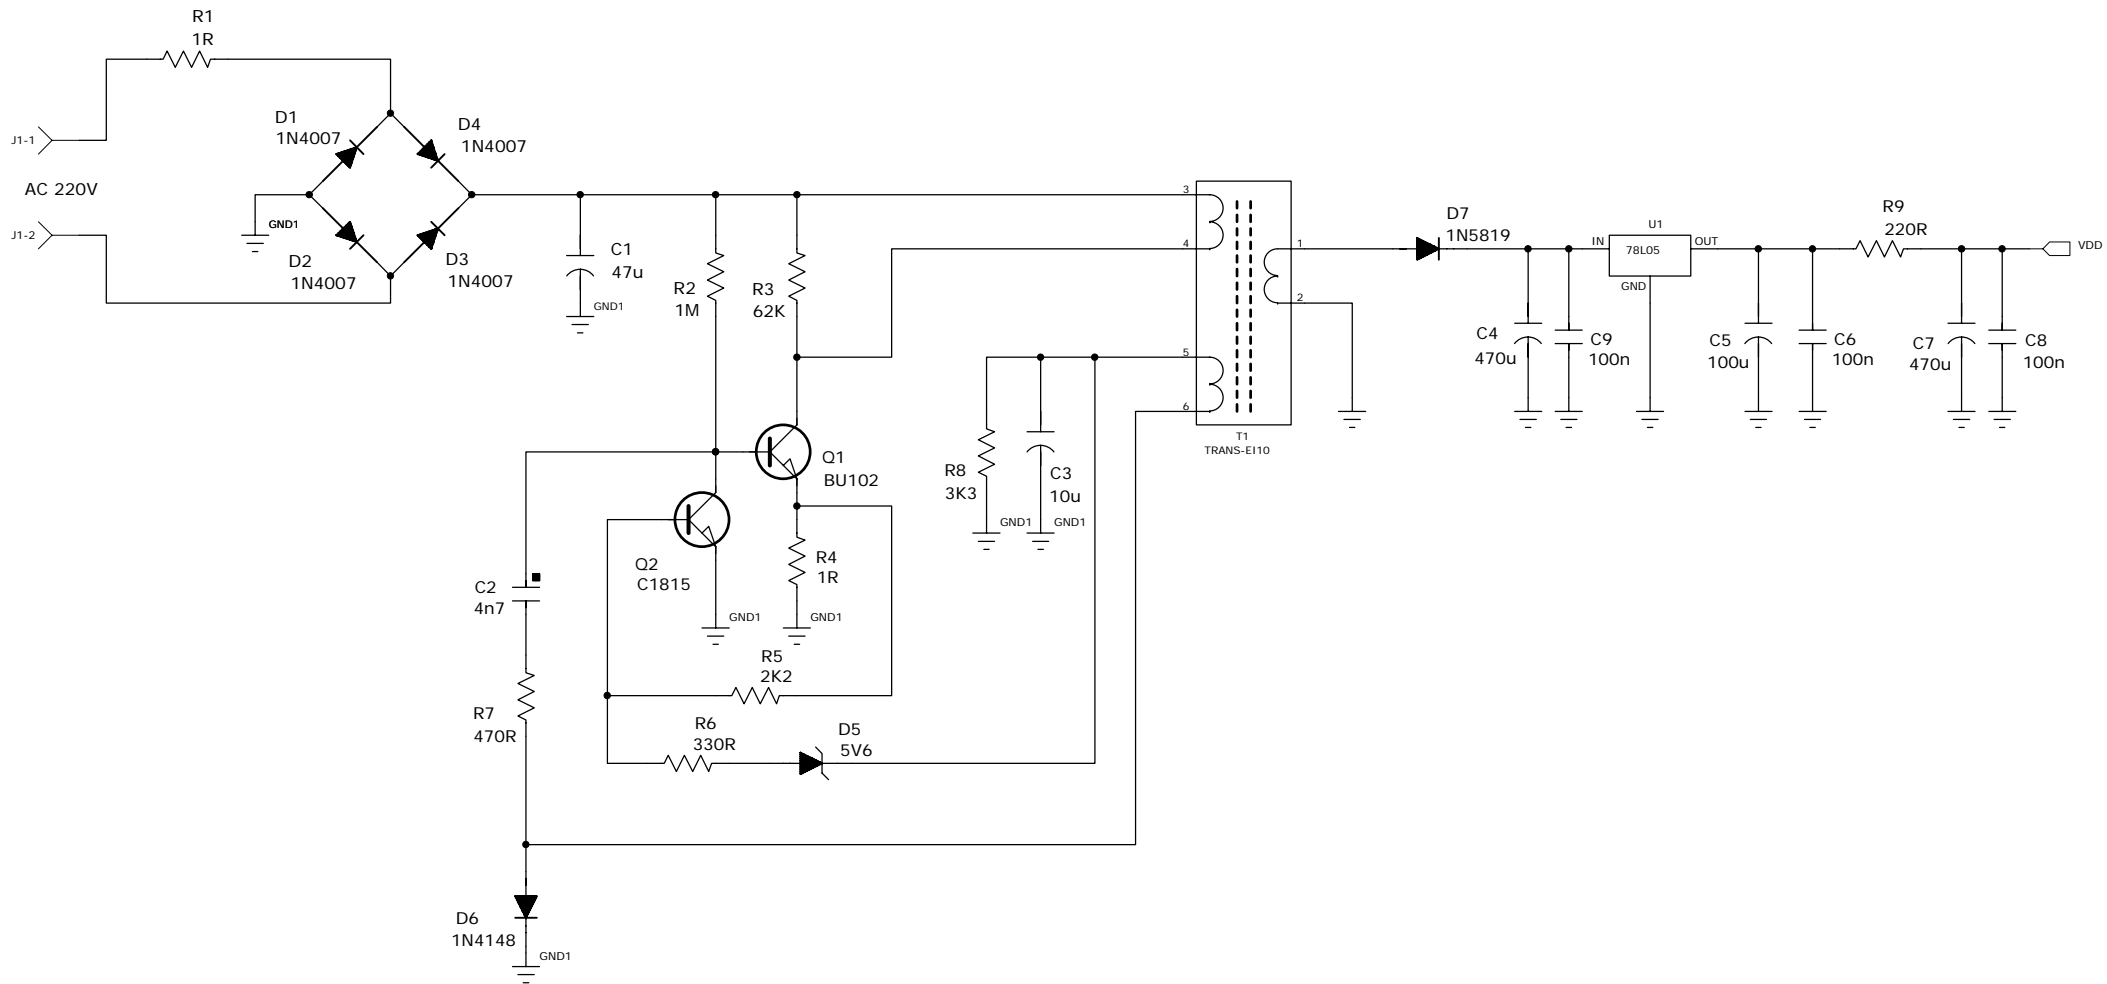 R1
1R
J1-1
AC 220V
J1-2
D1
1N4007
D4
1N4007
GND1
D2
1N4007
D3
1N4007
C1
47u
GND1
R2
1M
R3
62K
3
4
5
6
1
2
T1
TRANS-EI10
D7
1N5819
U1
IN
78L05
OUT
GND
R9
220R
VDD
C4
470u
C9
100n
C5
100u
C6
100n
C7
470u
C8
100n
Q1
BU102
R8
3K3
GND1
C3
10u
GND1
Q2
C1815
GND1
R4
1R
GND1
C2
4n7
R5
2K2
R7
470R
R6
330R
D5
5V6
D6
1N4148
GND1